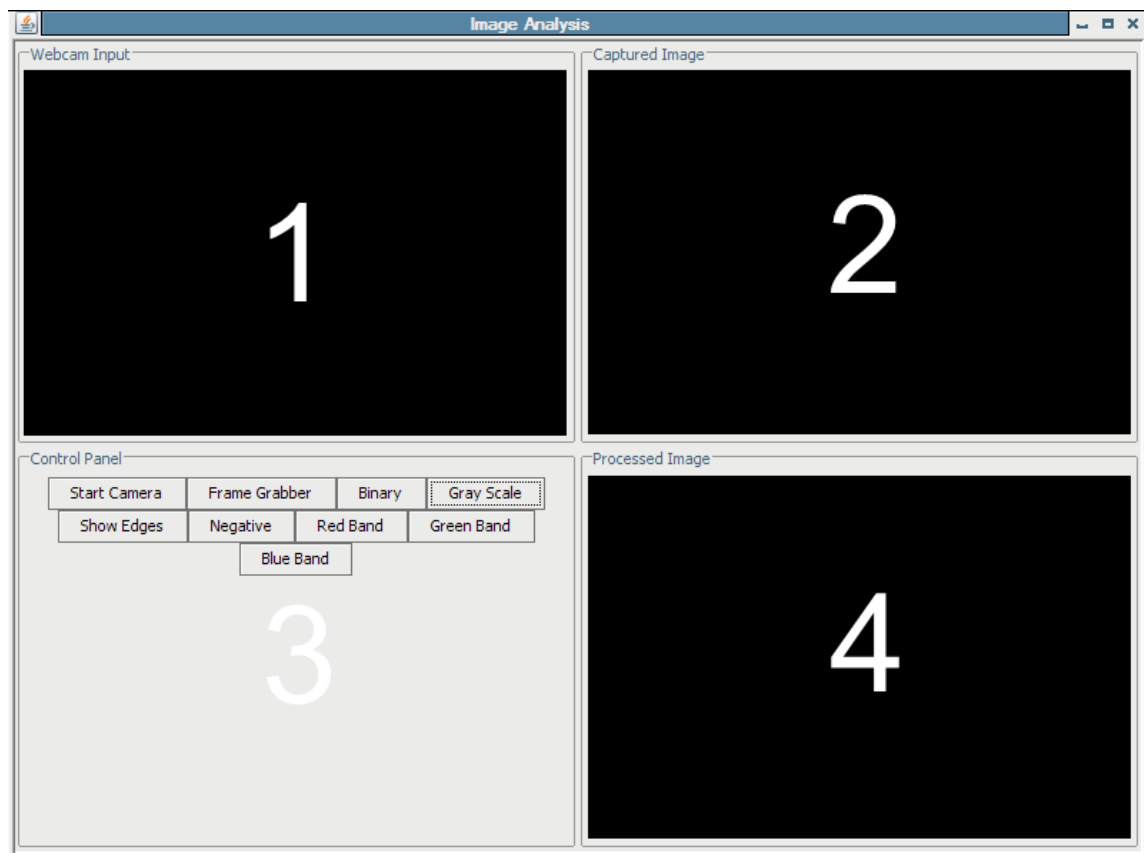 Image Analysis
Webcam Input
Captured Image
1
2
Control Panel
Start Camera Frame Grabber Binary Gray Scale
Show Edges Negative Red Band Green Band
Blue Band
3
Processed Image
4